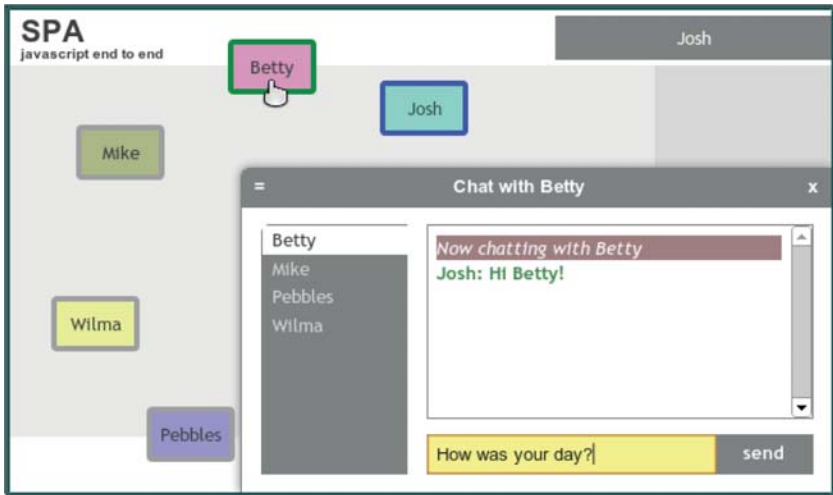 SPA
javascript end to end
Josh
Betty
Josh
Mike
Wilma
Pebbles
= Chat with Betty x
Betty
Mike
Pebbles
Wilma
Now chatting with Betty
Josh: Hi Betty!
How was your day?
send